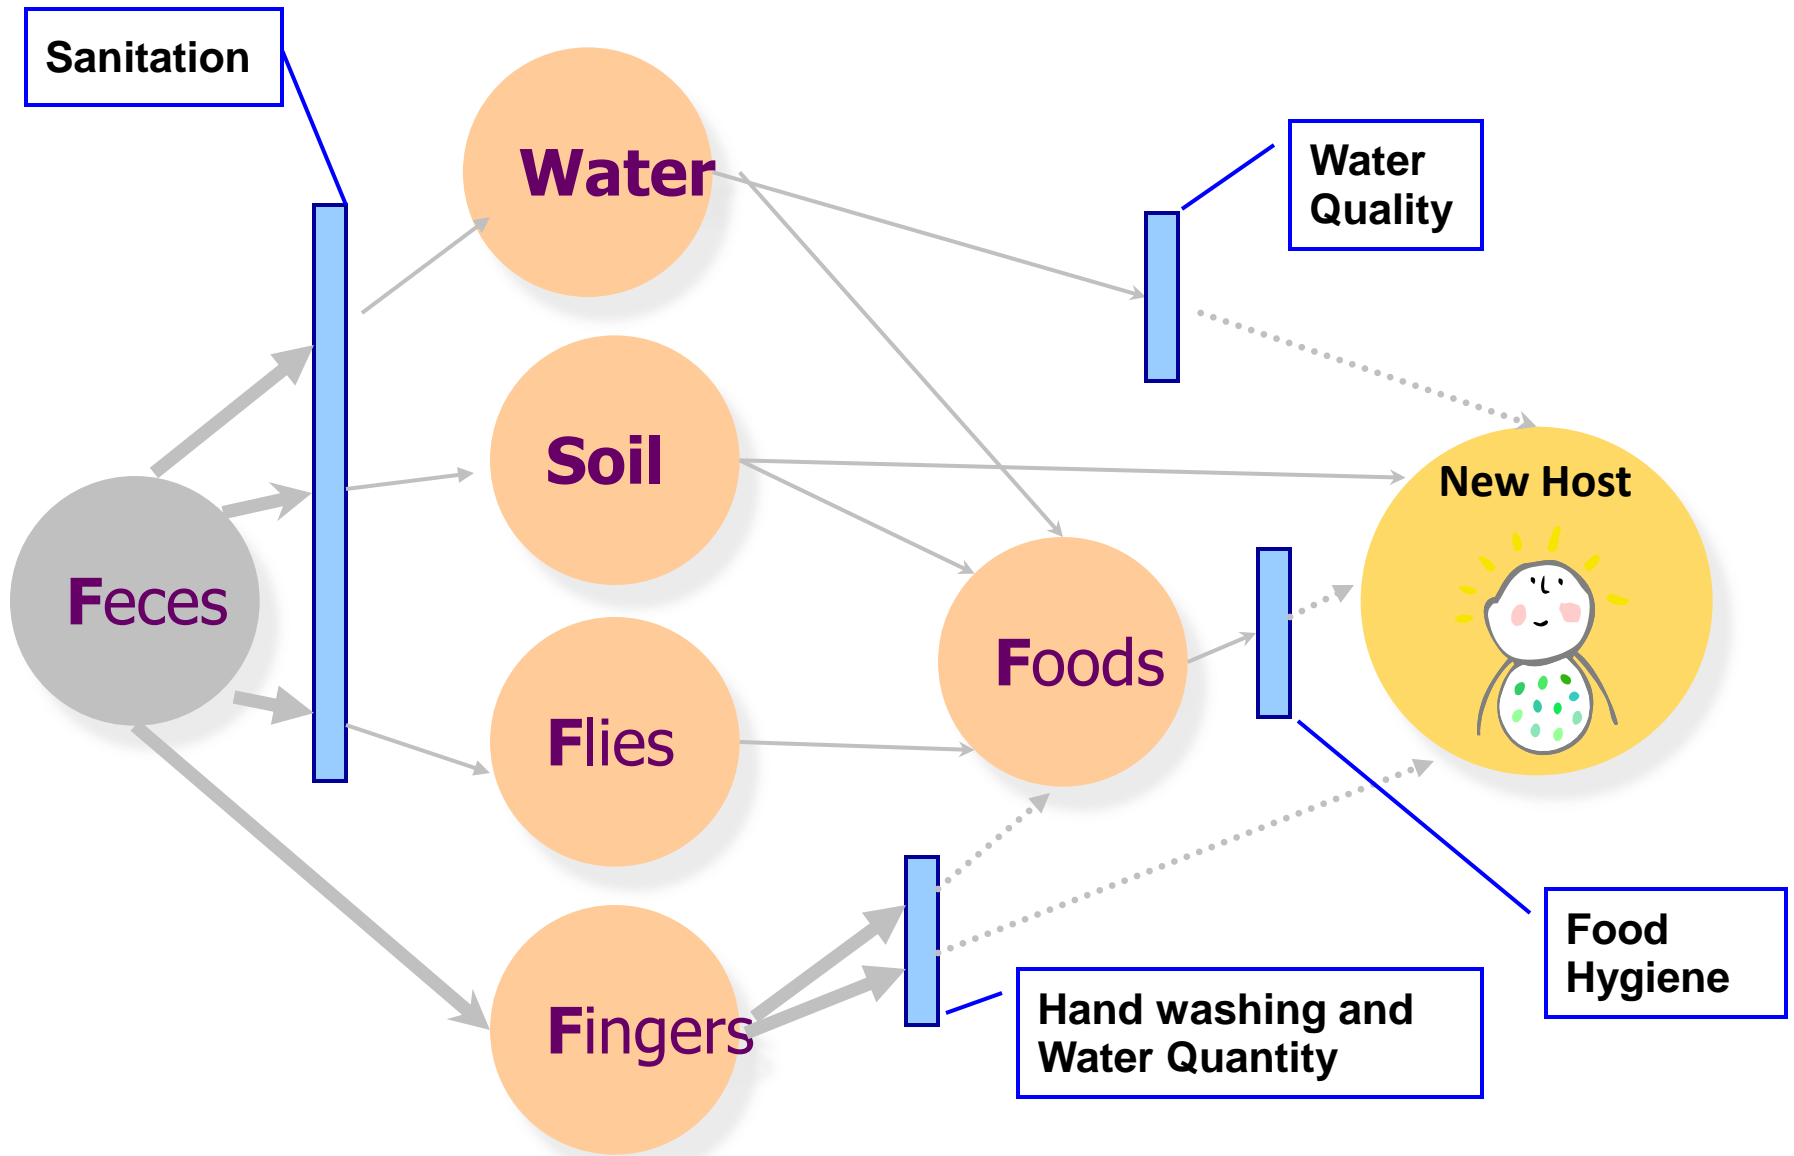 Sanitation
Water
Water
Quality
Soil
New Host
Feces
Foods
Flies
Food
Hygiene
Fingers
Hand washing and
Water Quantity